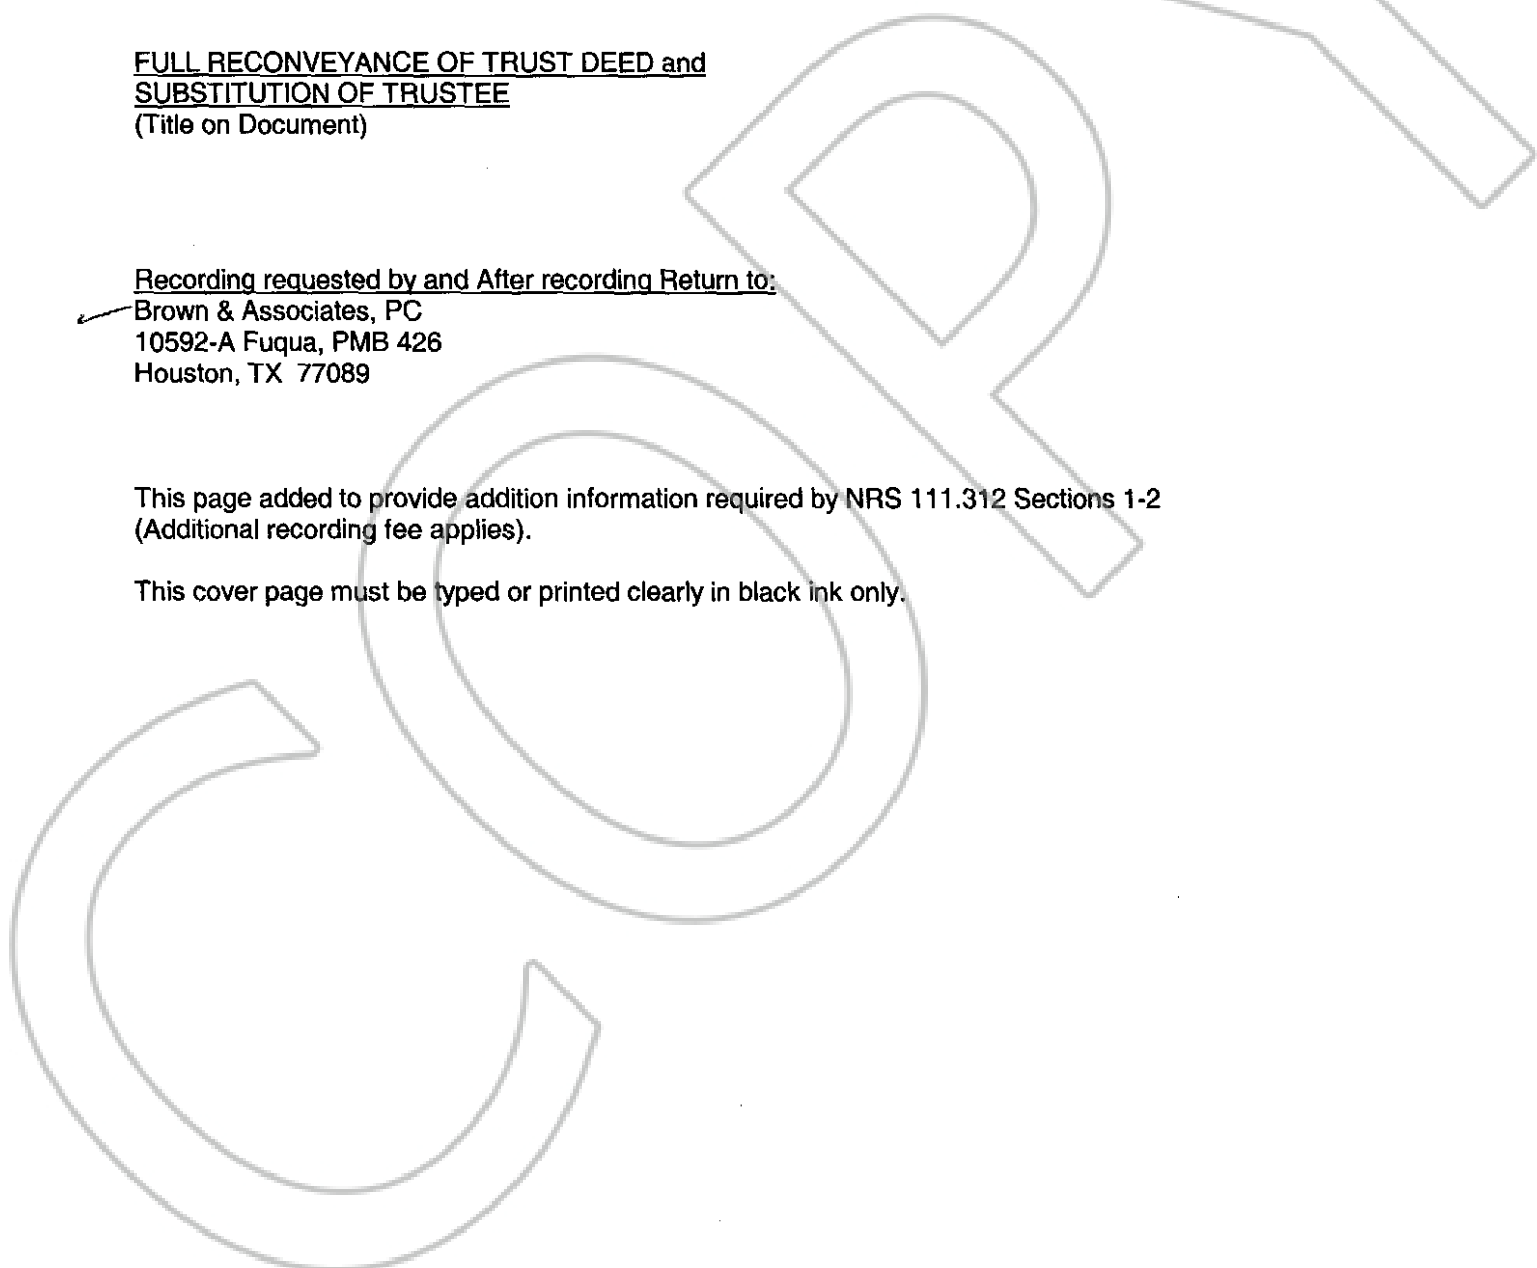 FULL RECONVEYANCE OF TRUST DEED and
SUBSTITUTION OF TRUSTEE
(Title on Document)
Recording requested by and After recording Return to:
Brown & Associates, PC
10592-A Fuqua, PMB 426
Houston, TX 77089
This page added to provide addition information required by NRS 111.312 Sections 1-2
(Additional recording fee applies).
This cover page must be typed or printed clearly in black ink only.
COPY